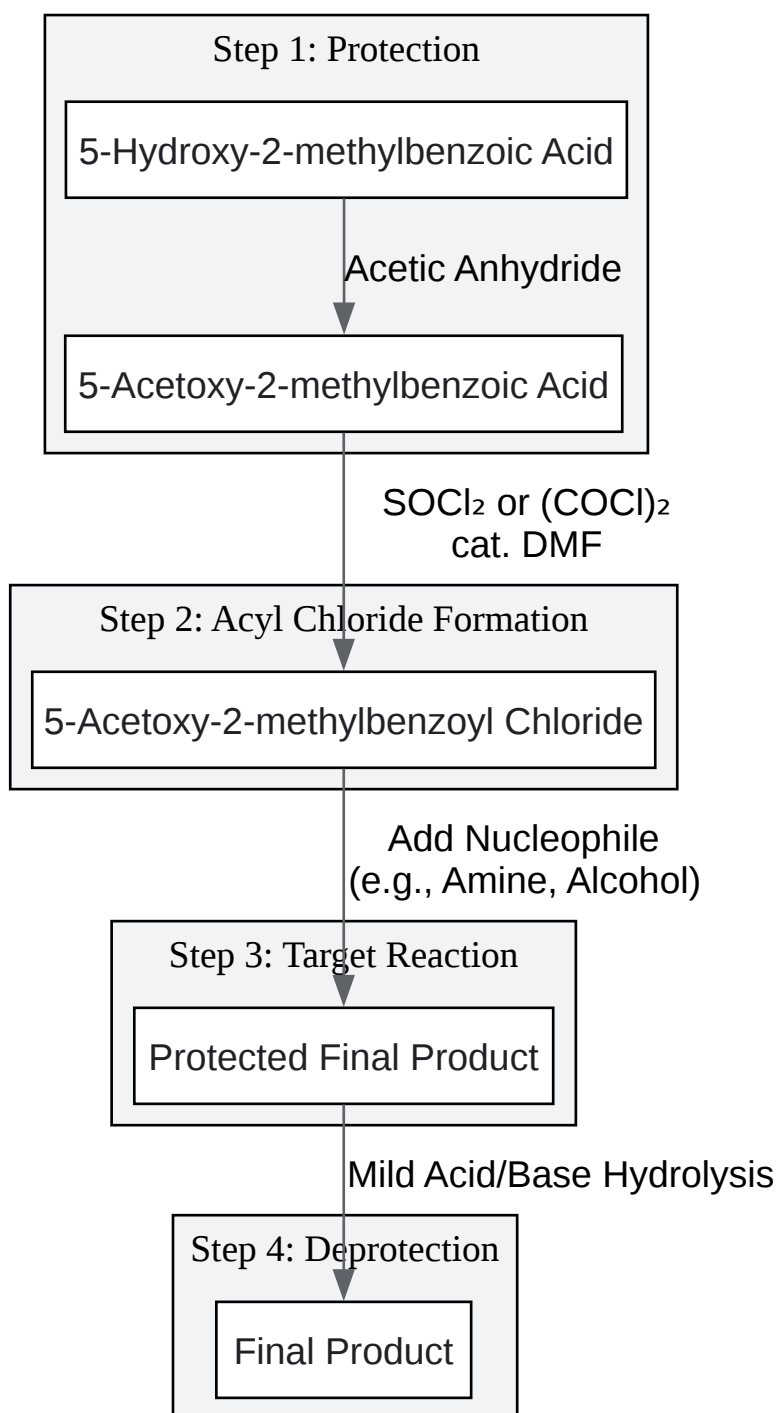 Step 1: Protection
5-Hydroxy-2-methylbenzoic Acid
Acetic Anhydride
5-Acetoxy-2-methylbenzoic Acid
SOCl₂ or (COCl)₂
cat. DMF
Step 2: Acyl Chloride Formation
5-Acetoxy-2-methylbenzoyl Chloride
Add Nucleophile
(e.g., Amine, Alcohol)
Step 3: Target Reaction
Protected Final Product
Mild Acid/Base Hydrolysis
Step 4: Deprotection
Final Product